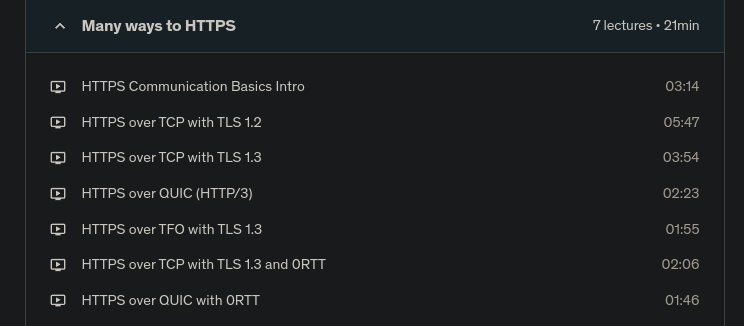 Many ways to HTTPS 7 lectures • 21min
HTTPS Communication Basics Intro 03:14
HTTPS over TCP with TLS 1.2 05:47
HTTPS over TCP with TLS 1.3 03:54
HTTPS over QUIC (HTTP/3) 02:23
HTTPS over TFO with TLS 1.3 01:55
HTTPS over TCP with TLS 1.3 and 0RTT 02:06
HTTPS over QUIC with 0RTT 01:46